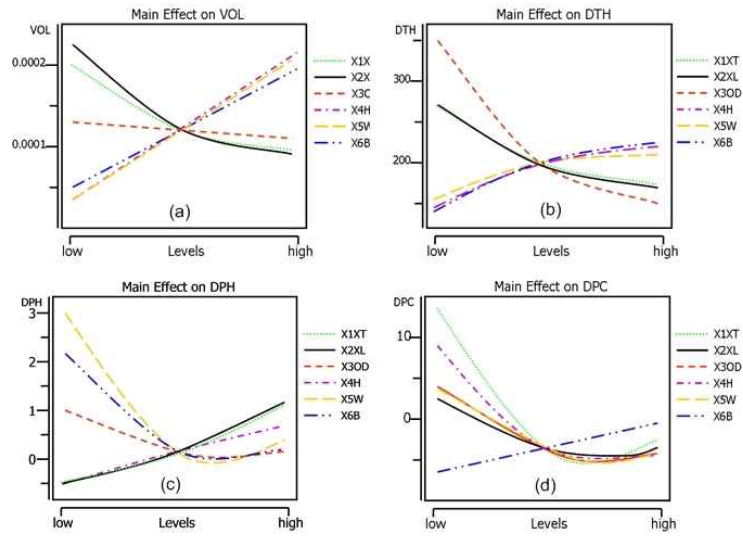 Main Effect on VOL
VOL
0.0002
0.0001
X1X
X2X
X3C
X4H
X5W
X6B
(a)
low Levels high
Main Effect on DTH
DTH
300
200
X1XT
X2XL
X3OD
X4H
X5W
X6B
(b)
low Levels high
Main Effect on DPH
DPH
3
2
1
0
X1XT
X2XL
X3OD
X4H
X5W
X6B
(c)
low Levels high
Main Effect on DPC
DPC
10
0
X1XT
X2XL
X3OD
X4H
X5W
X6B
(d)
low Levels high